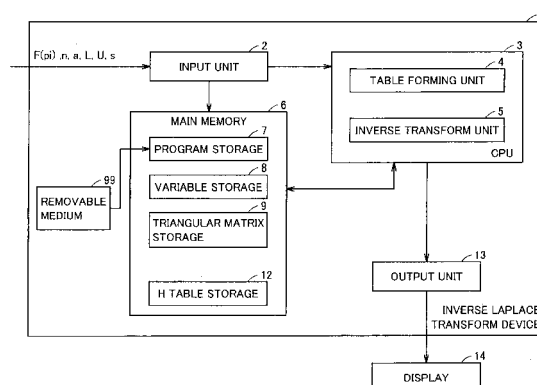 F(pi) ,n, a, L, U, s
2
INPUT UNIT
3
4
TABLE FORMING UNIT
5
INVERSE TRANSFORM UNIT
CPU
6
MAIN MEMORY
7
PROGRAM STORAGE
8
VARIABLE STORAGE
9
TRIANGULAR MATRIX
STORAGE
12
H TABLE STORAGE
99
REMOVABLE
MEDIUM
13
OUTPUT UNIT
INVERSE LAPLACE
TRANSFORM DEVICE
14
DISPLAY